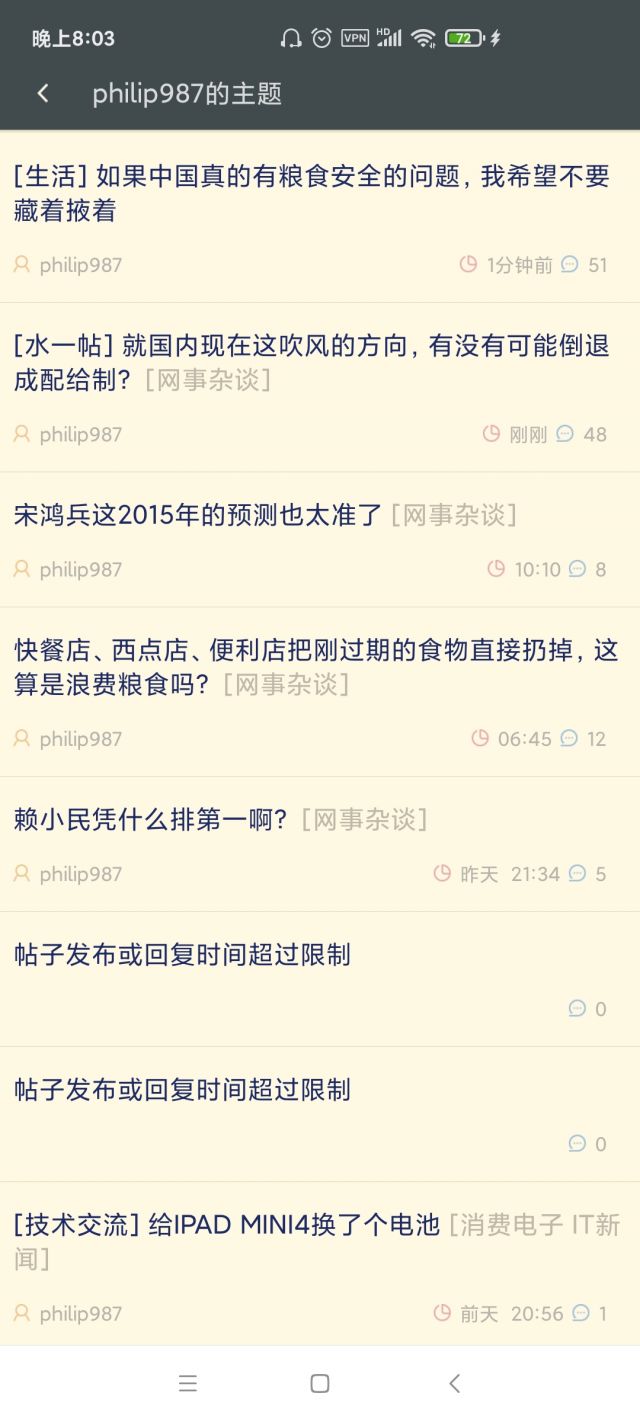 晚上8:03 VPN HD 72
philip987的主题
[生活] 如果中国真的有粮食安全的问题，我希望不要
藏着掖着
philip987 1分钟前 51
[水一帖] 就国内现在这吹风的方向，有没有可能倒退
成配给制？ [网事杂谈]
philip987 刚刚 48
宋鸿兵这2015年的预测也太准了 [网事杂谈]
philip987 10:10 8
快餐店、西点店、便利店把刚过期的食物直接扔掉，这
算是浪费粮食吗？ [网事杂谈]
philip987 06:45 12
赖小民凭什么排第一啊？ [网事杂谈]
philip987 昨天 21:34 5
帖子发布或回复时间超过限制
0
帖子发布或回复时间超过限制
0
[技术交流] 给IPAD MINI4换了个电池 [消费电子 IT新
闻]
philip987 前天 20:56 1